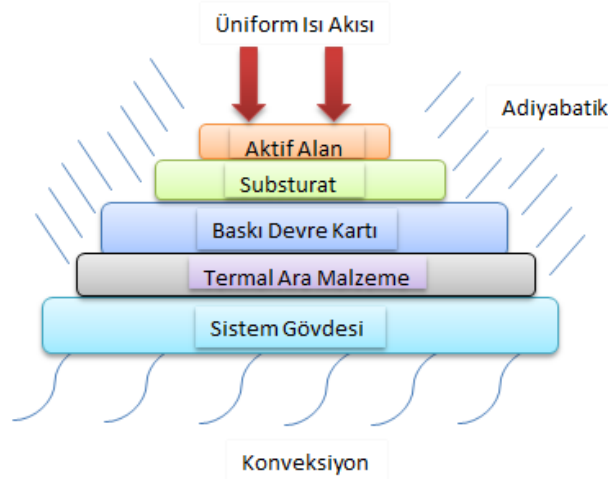 Üniform Isı Akısı
Adiyabatik
Aktif Alan
Substurat
Baskı Devre Kartı
Termal Ara Malzeme
Sistem Gövdesi
Konveksiyon